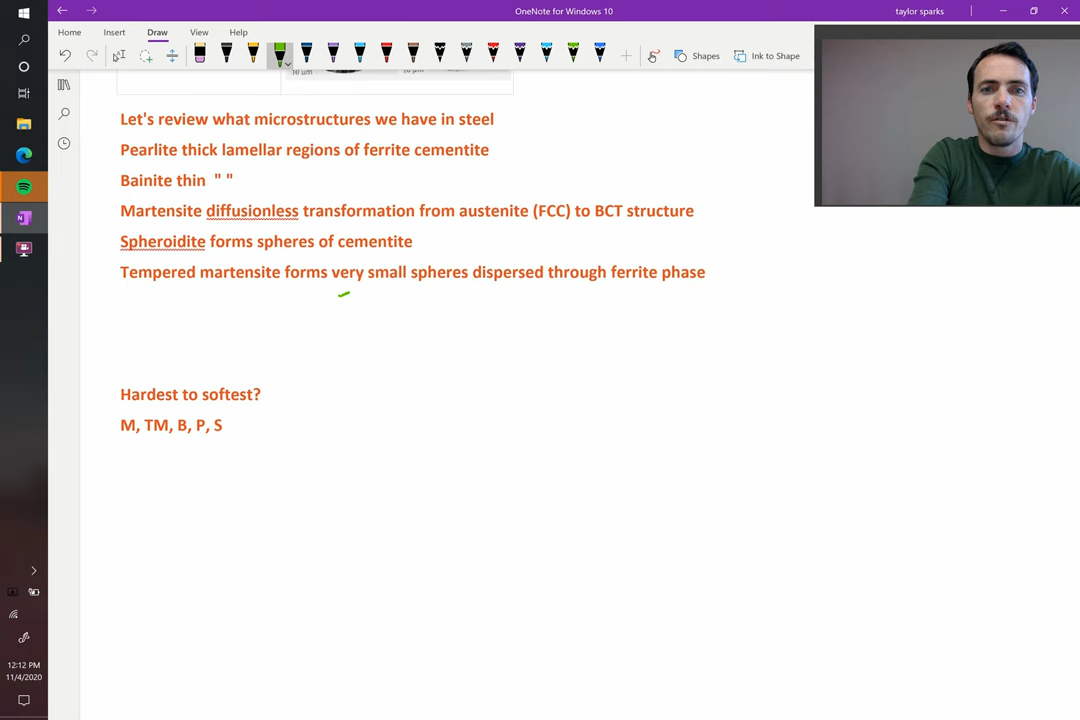 OneNote for Windows 10
taylor sparks
Home
Insert
Draw
View
Help
Shapes
Ink to Shape
10 µm
Let's review what microstructures we have in steel
Pearlite thick lamellar regions of ferrite cementite
Bainite thin " "
Martensite diffusionless transformation from austenite (FCC) to BCT structure
Spheroidite forms spheres of cementite
Tempered martensite forms very small spheres dispersed through ferrite phase
Hardest to softest?
M, TM, B, P, S
12:12 PM
11/4/2020